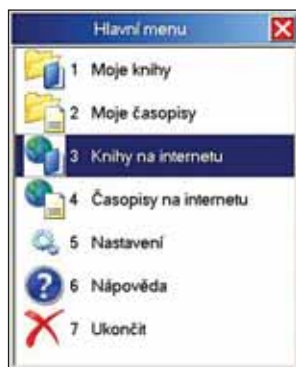 Hlavní menu
1 Moje knihy
2 Moje časopisy
3 Knihy na internetu
4 Časopisy na internetu
5 Nastavení
6 Nápověda
7 Ukončit